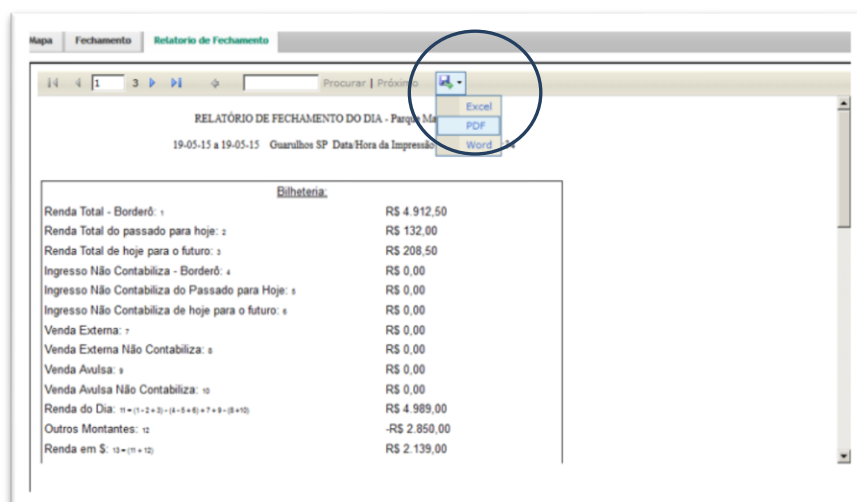 Mapa Fechamento Relatorio de Fechamento
1 3 Procurar | Próximo
Excel
PDF
Word
RELATÓRIO DE FECHAMENTO DO DIA - Parque
19-05-15 a 19-05-15 Guarulhos SP Data/Hora da Impressão
Bilheteria:
Renda Total - Borderô: 1 R$ 4.912,50
Renda Total do passado para hoje: 2 R$ 132,00
Renda Total de hoje para o futuro: 3 R$ 208,50
Ingresso Não Contabiliza - Borderô: 4 R$ 0,00
Ingresso Não Contabiliza do Passado para Hoje: 5 R$ 0,00
Ingresso Não Contabiliza de hoje para o futuro: 6 R$ 0,00
Venda Externa: 7 R$ 0,00
Venda Externa Não Contabiliza: 8 R$ 0,00
Venda Avulsa: 9 R$ 0,00
Venda Avulsa Não Contabiliza: 10 R$ 0,00
Renda do Dia: 11 = (1 - 2 + 3) - (4 - 5 + 6) + 7 + 9 - (8 +10) R$ 4.989,00
Outros Montantes: 12 -R$ 2.850,00
Renda em $: 13 = (11 + 12) R$ 2.139,00